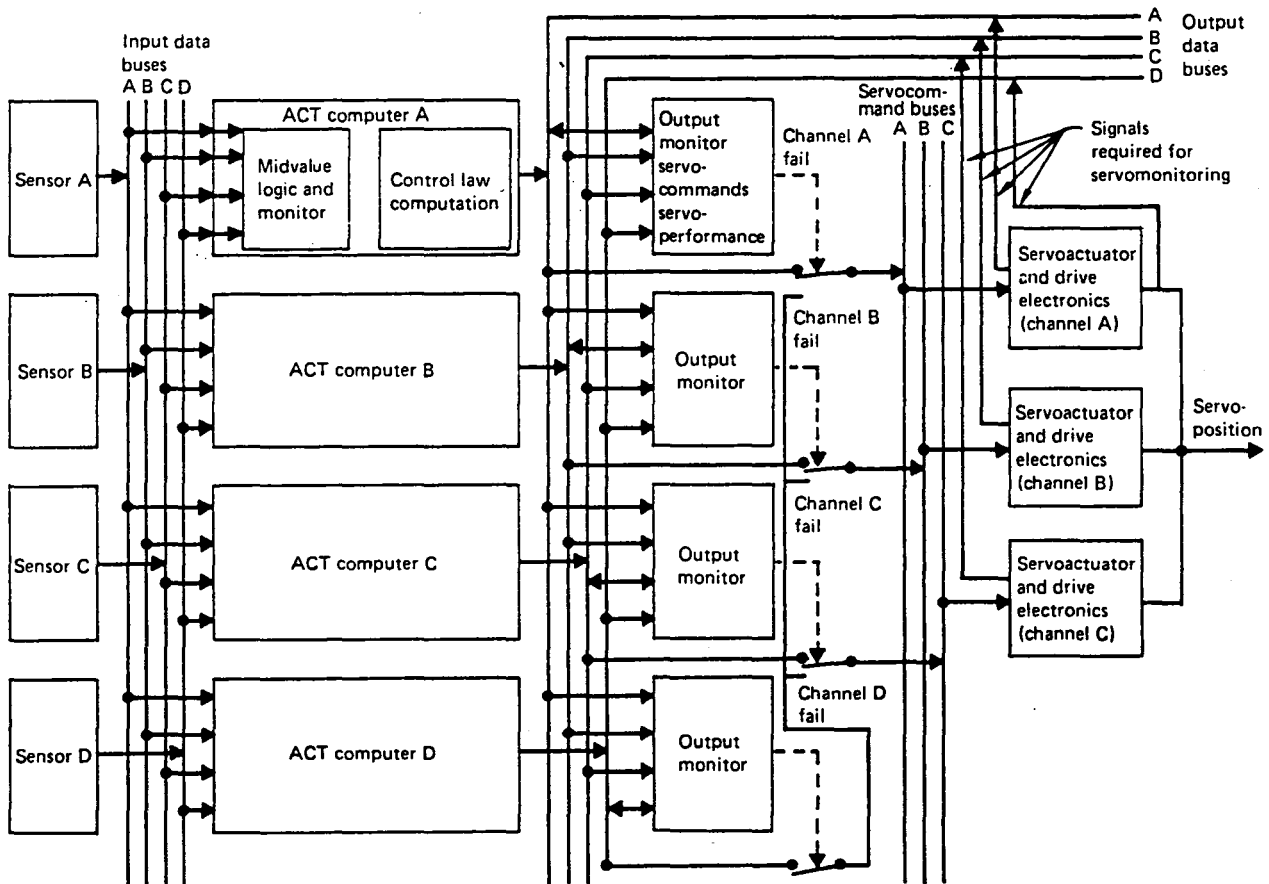 Input data
buses
A B C D
Sensor A
ACT computer A
Midvalue
logic and
monitor
Control law
computation
Output
monitor
servo-
commands
servo-
performance
Channel A
fail
Servocom-
mand buses
A B C
A
B
C
D
Output
data
buses
Signals
required for
servomonitoring
Servoactuator
and drive
electronics
(channel A)
Sensor B
ACT computer B
Output
monitor
Channel B
fail
Servoactuator
and drive
electronics
(channel B)
Servo-
position
Sensor C
ACT computer C
Output
monitor
Channel C
fail
Servoactuator
and drive
electronics
(channel C)
Sensor D
ACT computer D
Output
monitor
Channel D
fail